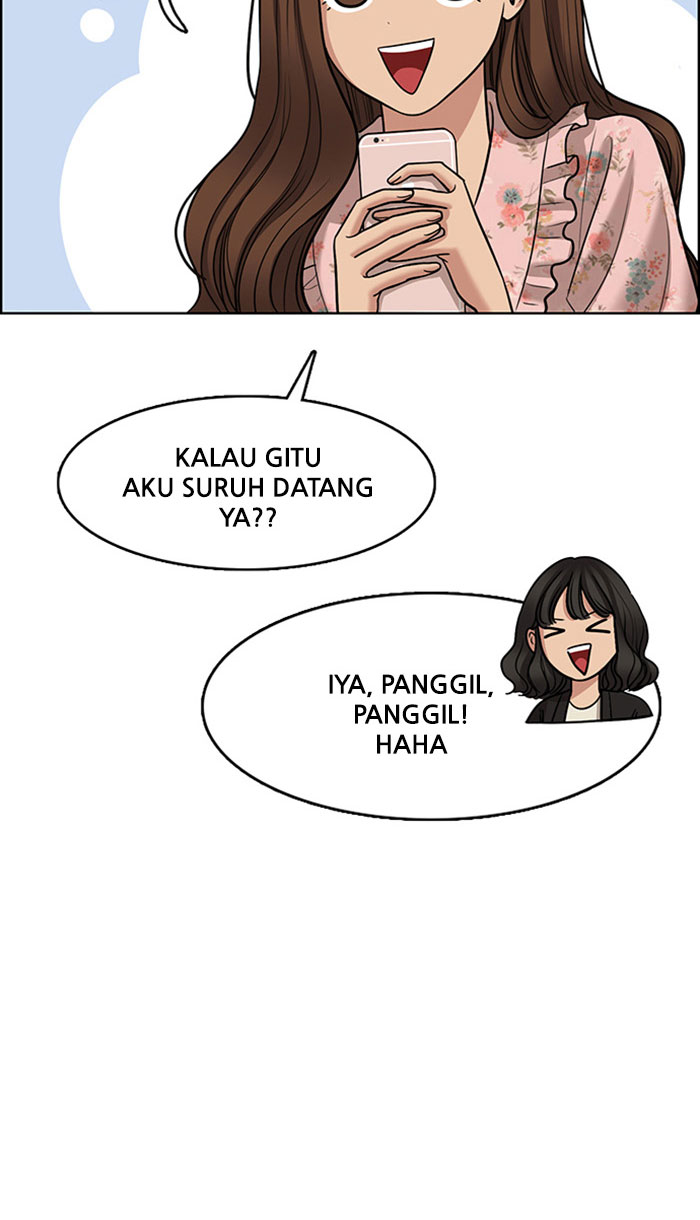 KALAU GITU
AKU SURUH DATANG
YA??
IYA, PANGGIL,
PANGGIL!
HAHA